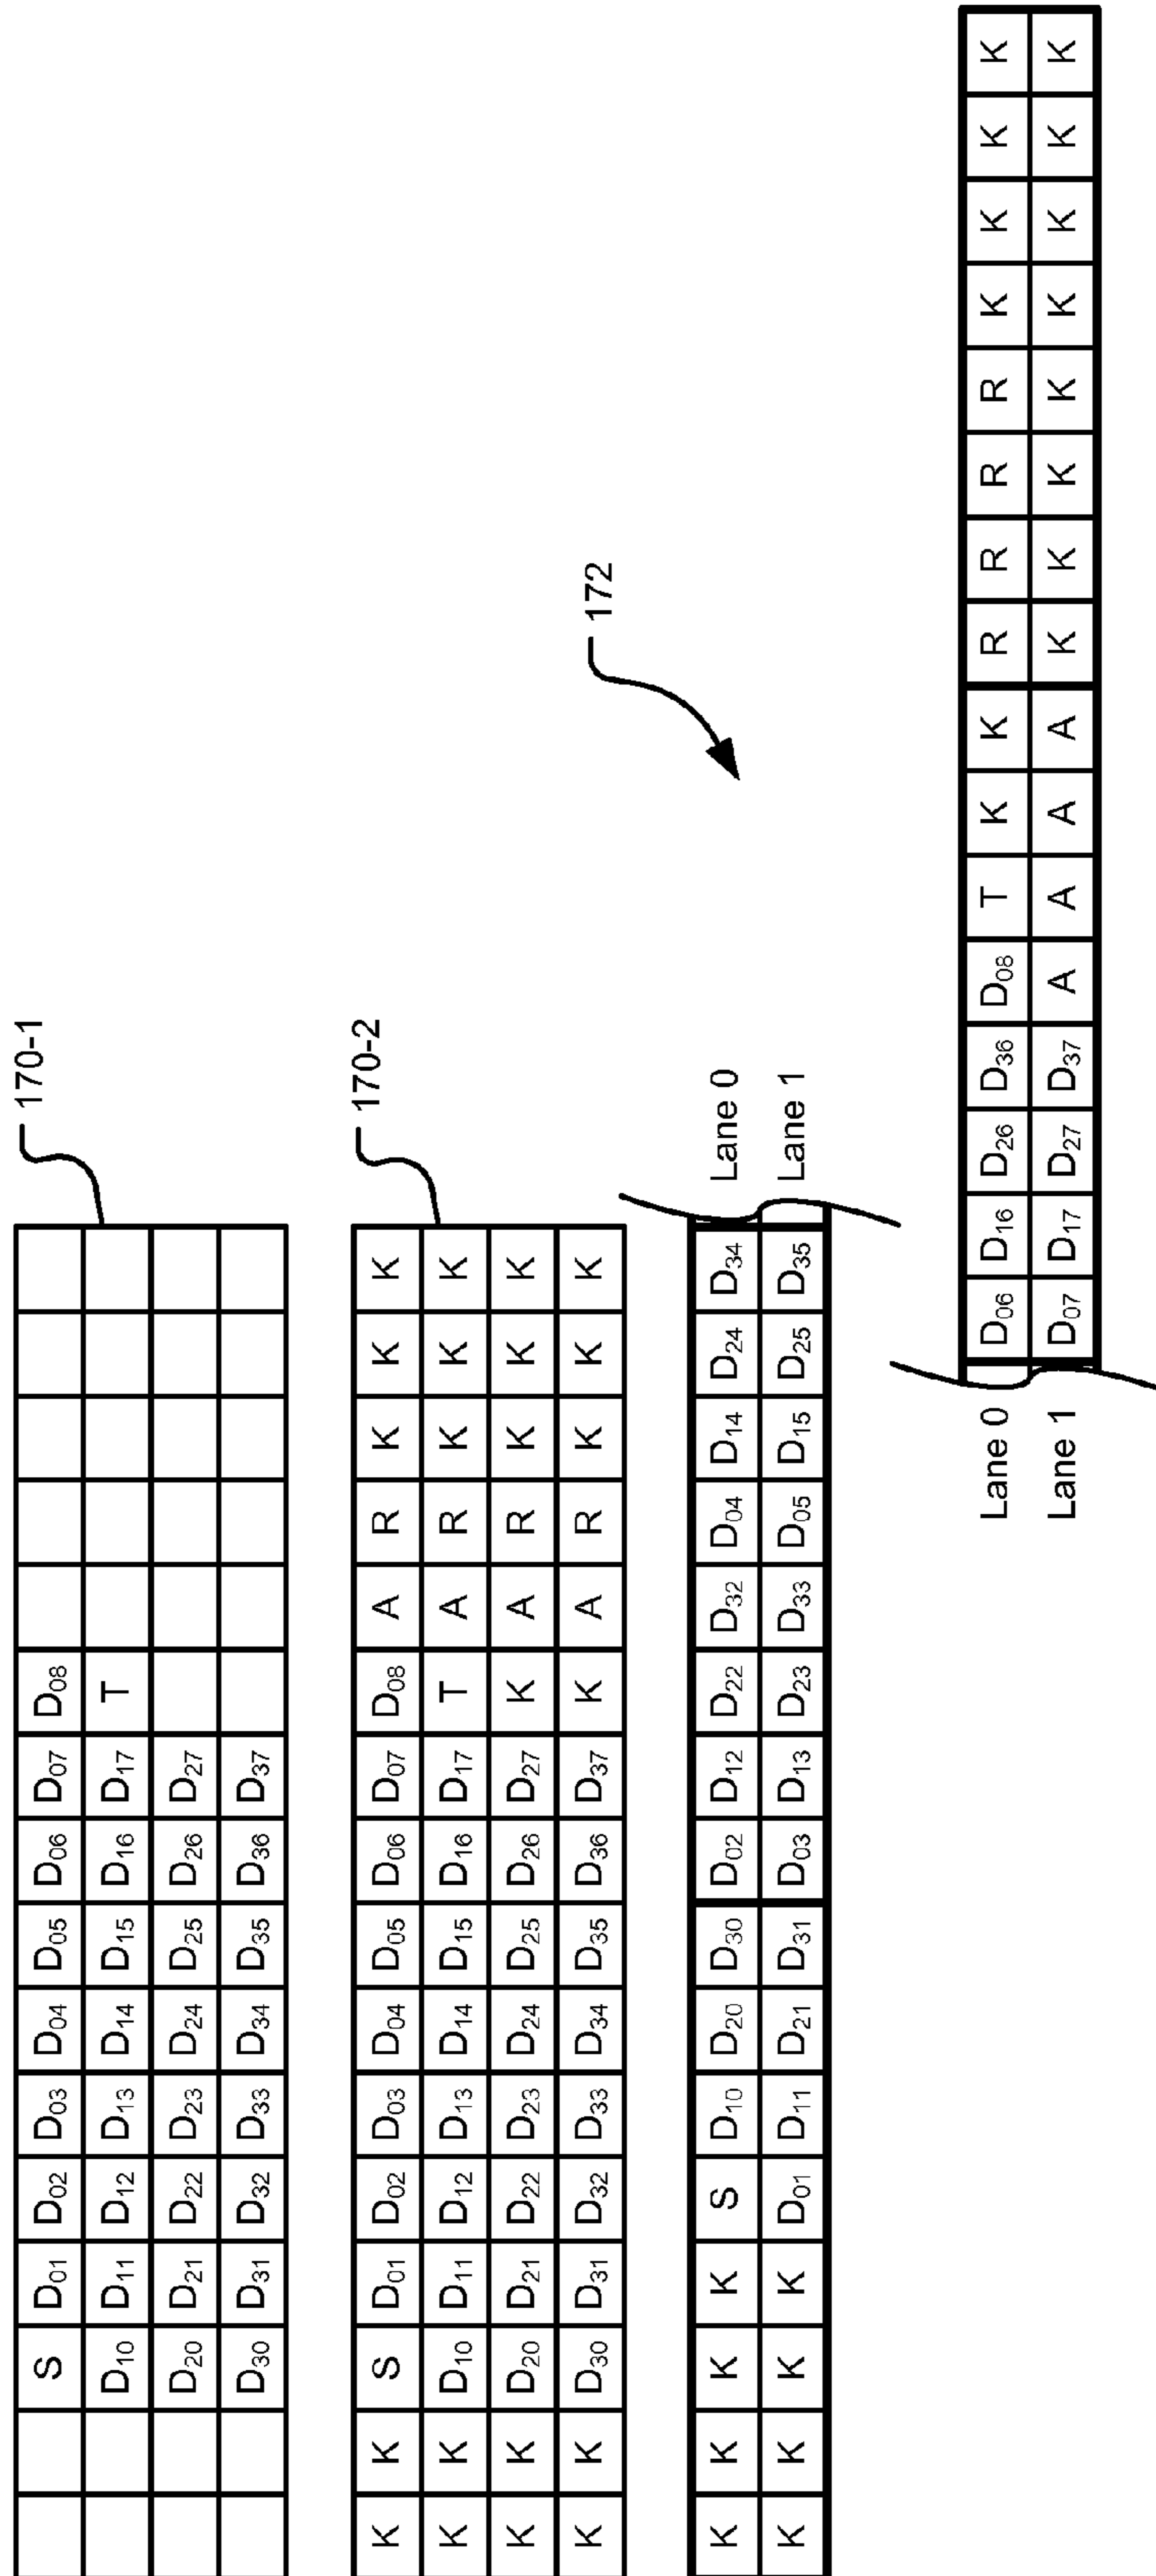 170-1
S D₀₁ D₀₂ D₀₃ D₀₄ D₀₅ D₀₆ D₀₇ D₀₈
D₁₀ D₁₁ D₁₂ D₁₃ D₁₄ D₁₅ D₁₆ D₁₇ T
D₂₀ D₂₁ D₂₂ D₂₃ D₂₄ D₂₅ D₂₆ D₂₇
D₃₀ D₃₁ D₃₂ D₃₃ D₃₄ D₃₅ D₃₆ D₃₇
170-2
K K S D₀₁ D₀₂ D₀₃ D₀₄ D₀₅ D₀₆ D₀₇ D₀₈ A R K K K
K K D₁₀ D₁₁ D₁₂ D₁₃ D₁₄ D₁₅ D₁₆ D₁₇ T A R K K K
K K D₂₀ D₂₁ D₂₂ D₂₃ D₂₄ D₂₅ D₂₆ D₂₇ K A R K K K
K K D₃₀ D₃₁ D₃₂ D₃₃ D₃₄ D₃₅ D₃₆ D₃₇ K A R K K K
172
K K K K S D₁₀ D₂₀ D₃₀ D₀₂ D₁₂ D₂₂ D₃₂ D₀₄ D₁₄ D₂₄ D₃₄ Lane 0
K K K K D₀₁ D₁₁ D₂₁ D₃₁ D₀₃ D₁₃ D₂₃ D₃₃ D₀₅ D₁₅ D₂₅ D₃₅ Lane 1
Lane 0 D₀₆ D₁₆ D₂₆ D₃₆ D₀₈ T K K R R R R K K K K
Lane 1 D₀₇ D₁₇ D₂₇ D₃₇ A A A A K K K K K K K K